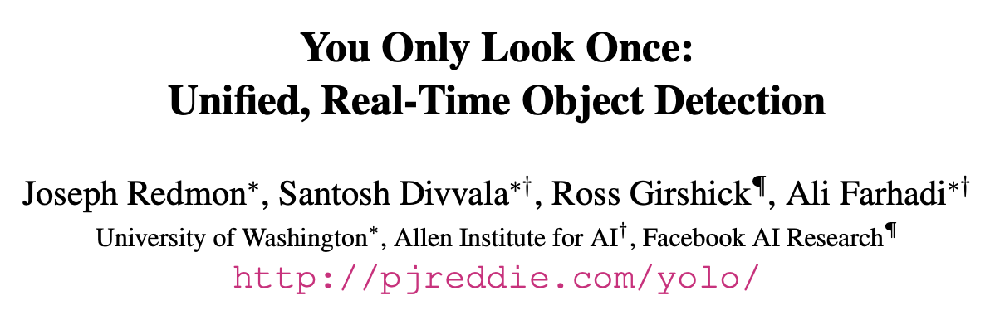 You Only Look Once:
Unified, Real-Time Object Detection
Joseph Redmon*, Santosh Divvala*†, Ross Girshick¶, Ali Farhadi*†
University of Washington*, Allen Institute for AI†, Facebook AI Research¶
http://pjreddie.com/yolo/